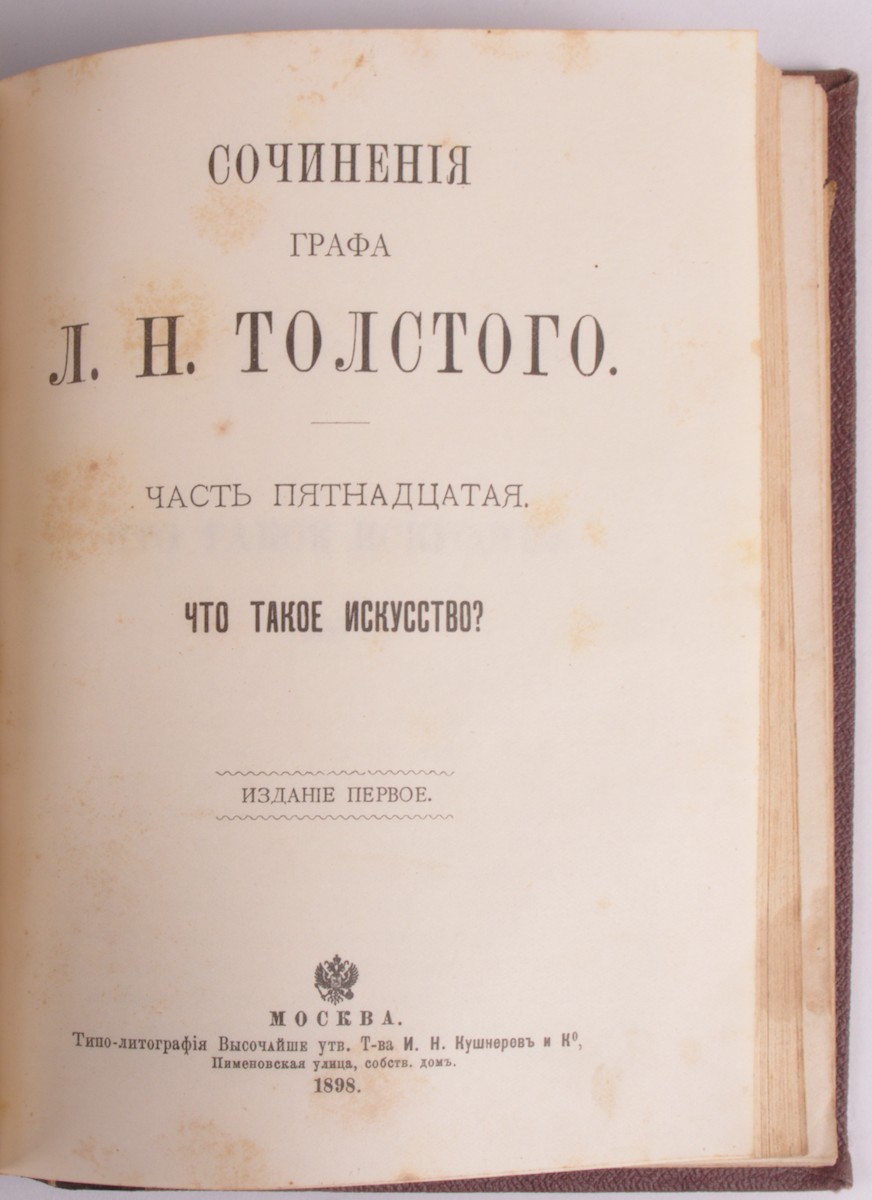 СОЧИНЕНІЯ
ГРАФА
Л. Н. ТОЛСТОГО.
ЧАСТЬ ПЯТНАДЦАТАЯ.
ЧТО ТАКОЕ ИСКУССТВО?
ИЗДАНІЕ ПЕРВОЕ.
МОСКВА.
Типо-литографія Высочайше утв. Т-ва И. Н. Кушнеревъ и Кº,
Пименовская улица, собств. домъ.
1898.